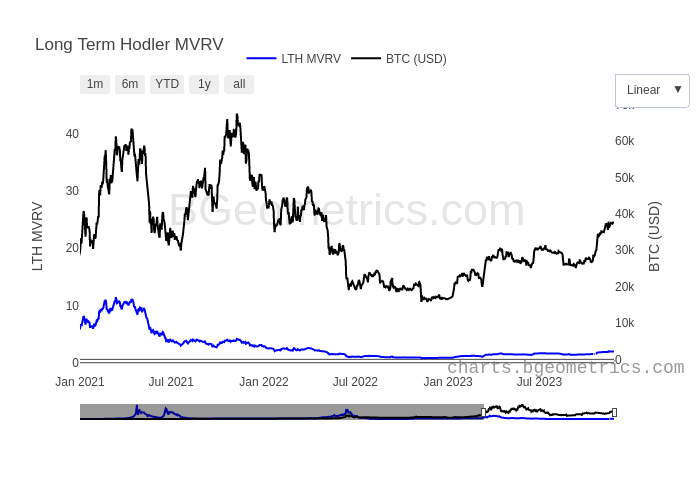 Long Term Hodler MVRV
LTH MVRV BTC (USD)
1m 6m YTD 1y all
Linear ▼
70k
40 60k
50k
30 40k
BGeometrics.com
LTH MVRV
BTC (USD)
20 30k
20k
10 10k
0 0
charts.bgeometrics.com
Jan 2021 Jul 2021 Jan 2022 Jul 2022 Jan 2023 Jul 2023